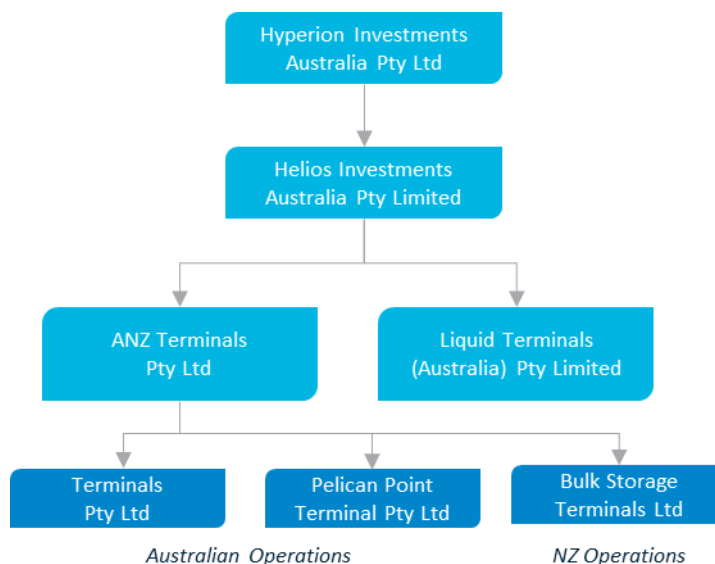 Hyperion Investments
Australia Pty Ltd
Helios Investments
Australia Pty Limited
ANZ Terminals
Pty Ltd
Liquid Terminals
(Australia) Pty Limited
Terminals
Pty Ltd
Pelican Point
Terminal Pty Ltd
Bulk Storage
Terminals Ltd
Australian Operations
NZ Operations